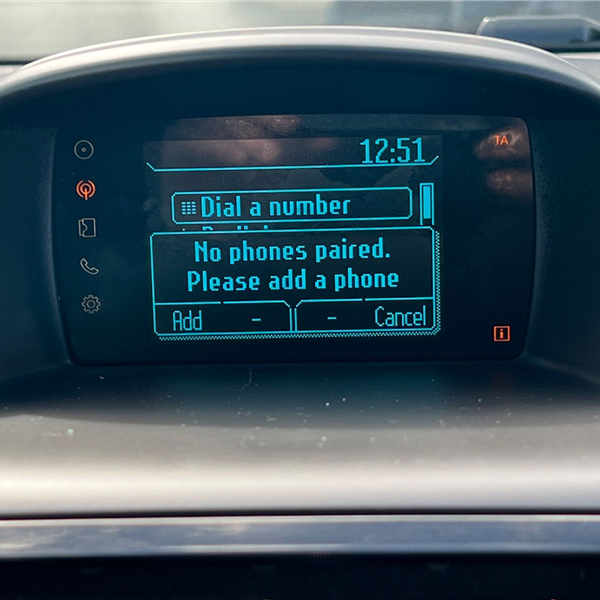 12:51
TA
Dial a number
No phones paired.
Please add a phone
Add - - Cancel
i